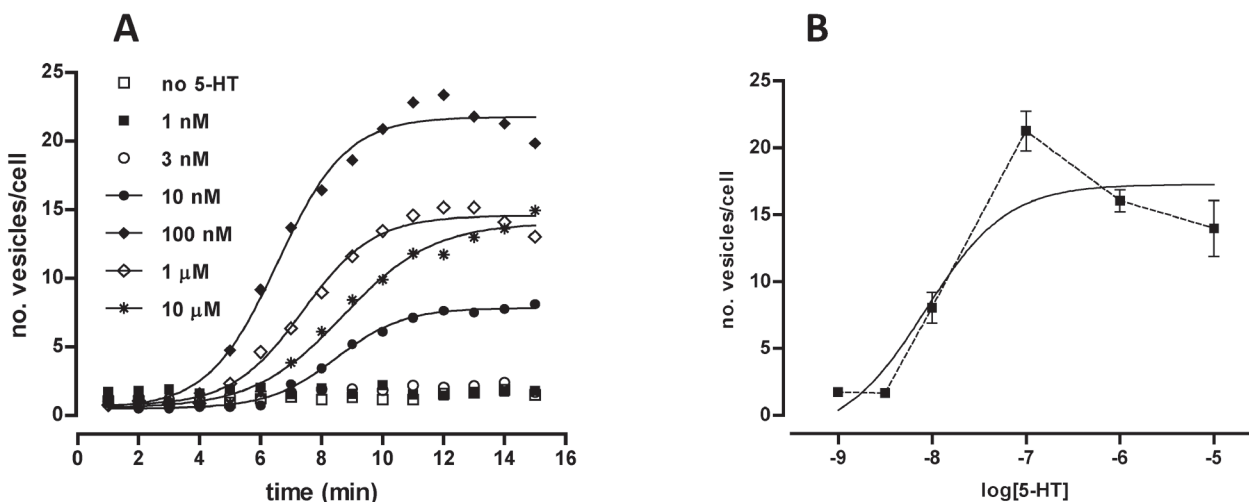 A
no. vesicles/cell
25
20
15
10
5
0
no 5-HT
1 nM
3 nM
10 nM
100 nM
1 μM
10 μM
0 2 4 6 8 10 12 14 16
time (min)
B
no. vesicles/cell
25
20
15
10
5
0
-9 -8 -7 -6 -5
log[5-HT]